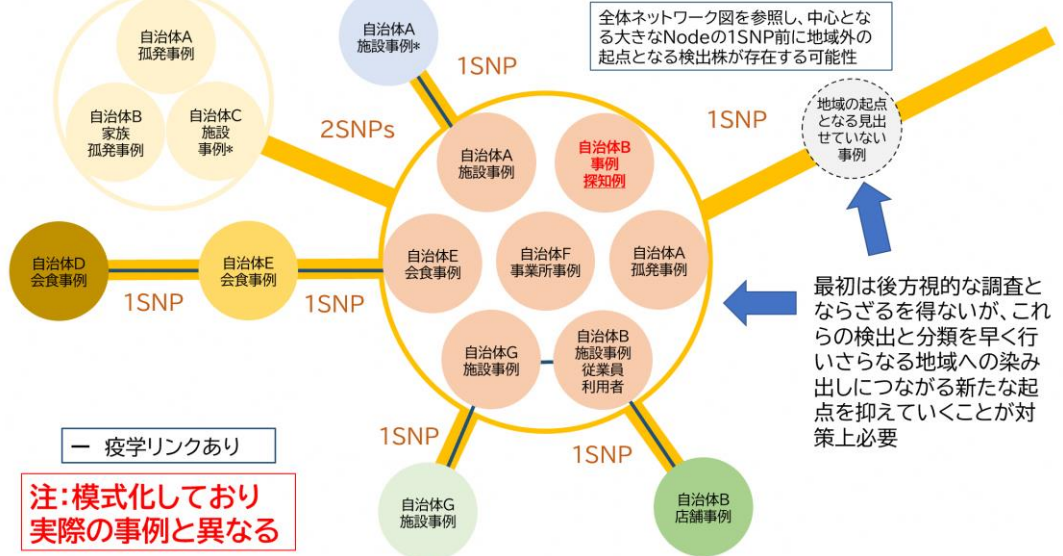 自治体A
孤発事例
自治体B
家族
孤発事例
自治体C
施設
事例*
自治体A
施設事例*
1SNP
2SNPs
全体ネットワーク図を参照し、中心とな
る大きなNodeの1SNP前に地域外の
起点となる検出株が存在する可能性
1SNP
地域の起点
となる見出
せていない
事例
自治体A
施設事例
自治体B
事例
探知例
自治体D
会食事例
1SNP
自治体E
会食事例
1SNP
自治体E
会食事例
自治体F
事業所事例
自治体A
孤発事例
自治体G
施設事例
自治体B
施設事例
従業員
利用者
最初は後方視的な調査と
ならざるを得ないが、これ
らの検出と分類を早く行
いさらなる地域への染み
出しにつながる新たな起
点を抑えていくことが対
策上必要
1SNP
1SNP
自治体G
施設事例
自治体B
店舗事例
ー 疫学リンクあり
注:模式化しており
実際の事例と異なる